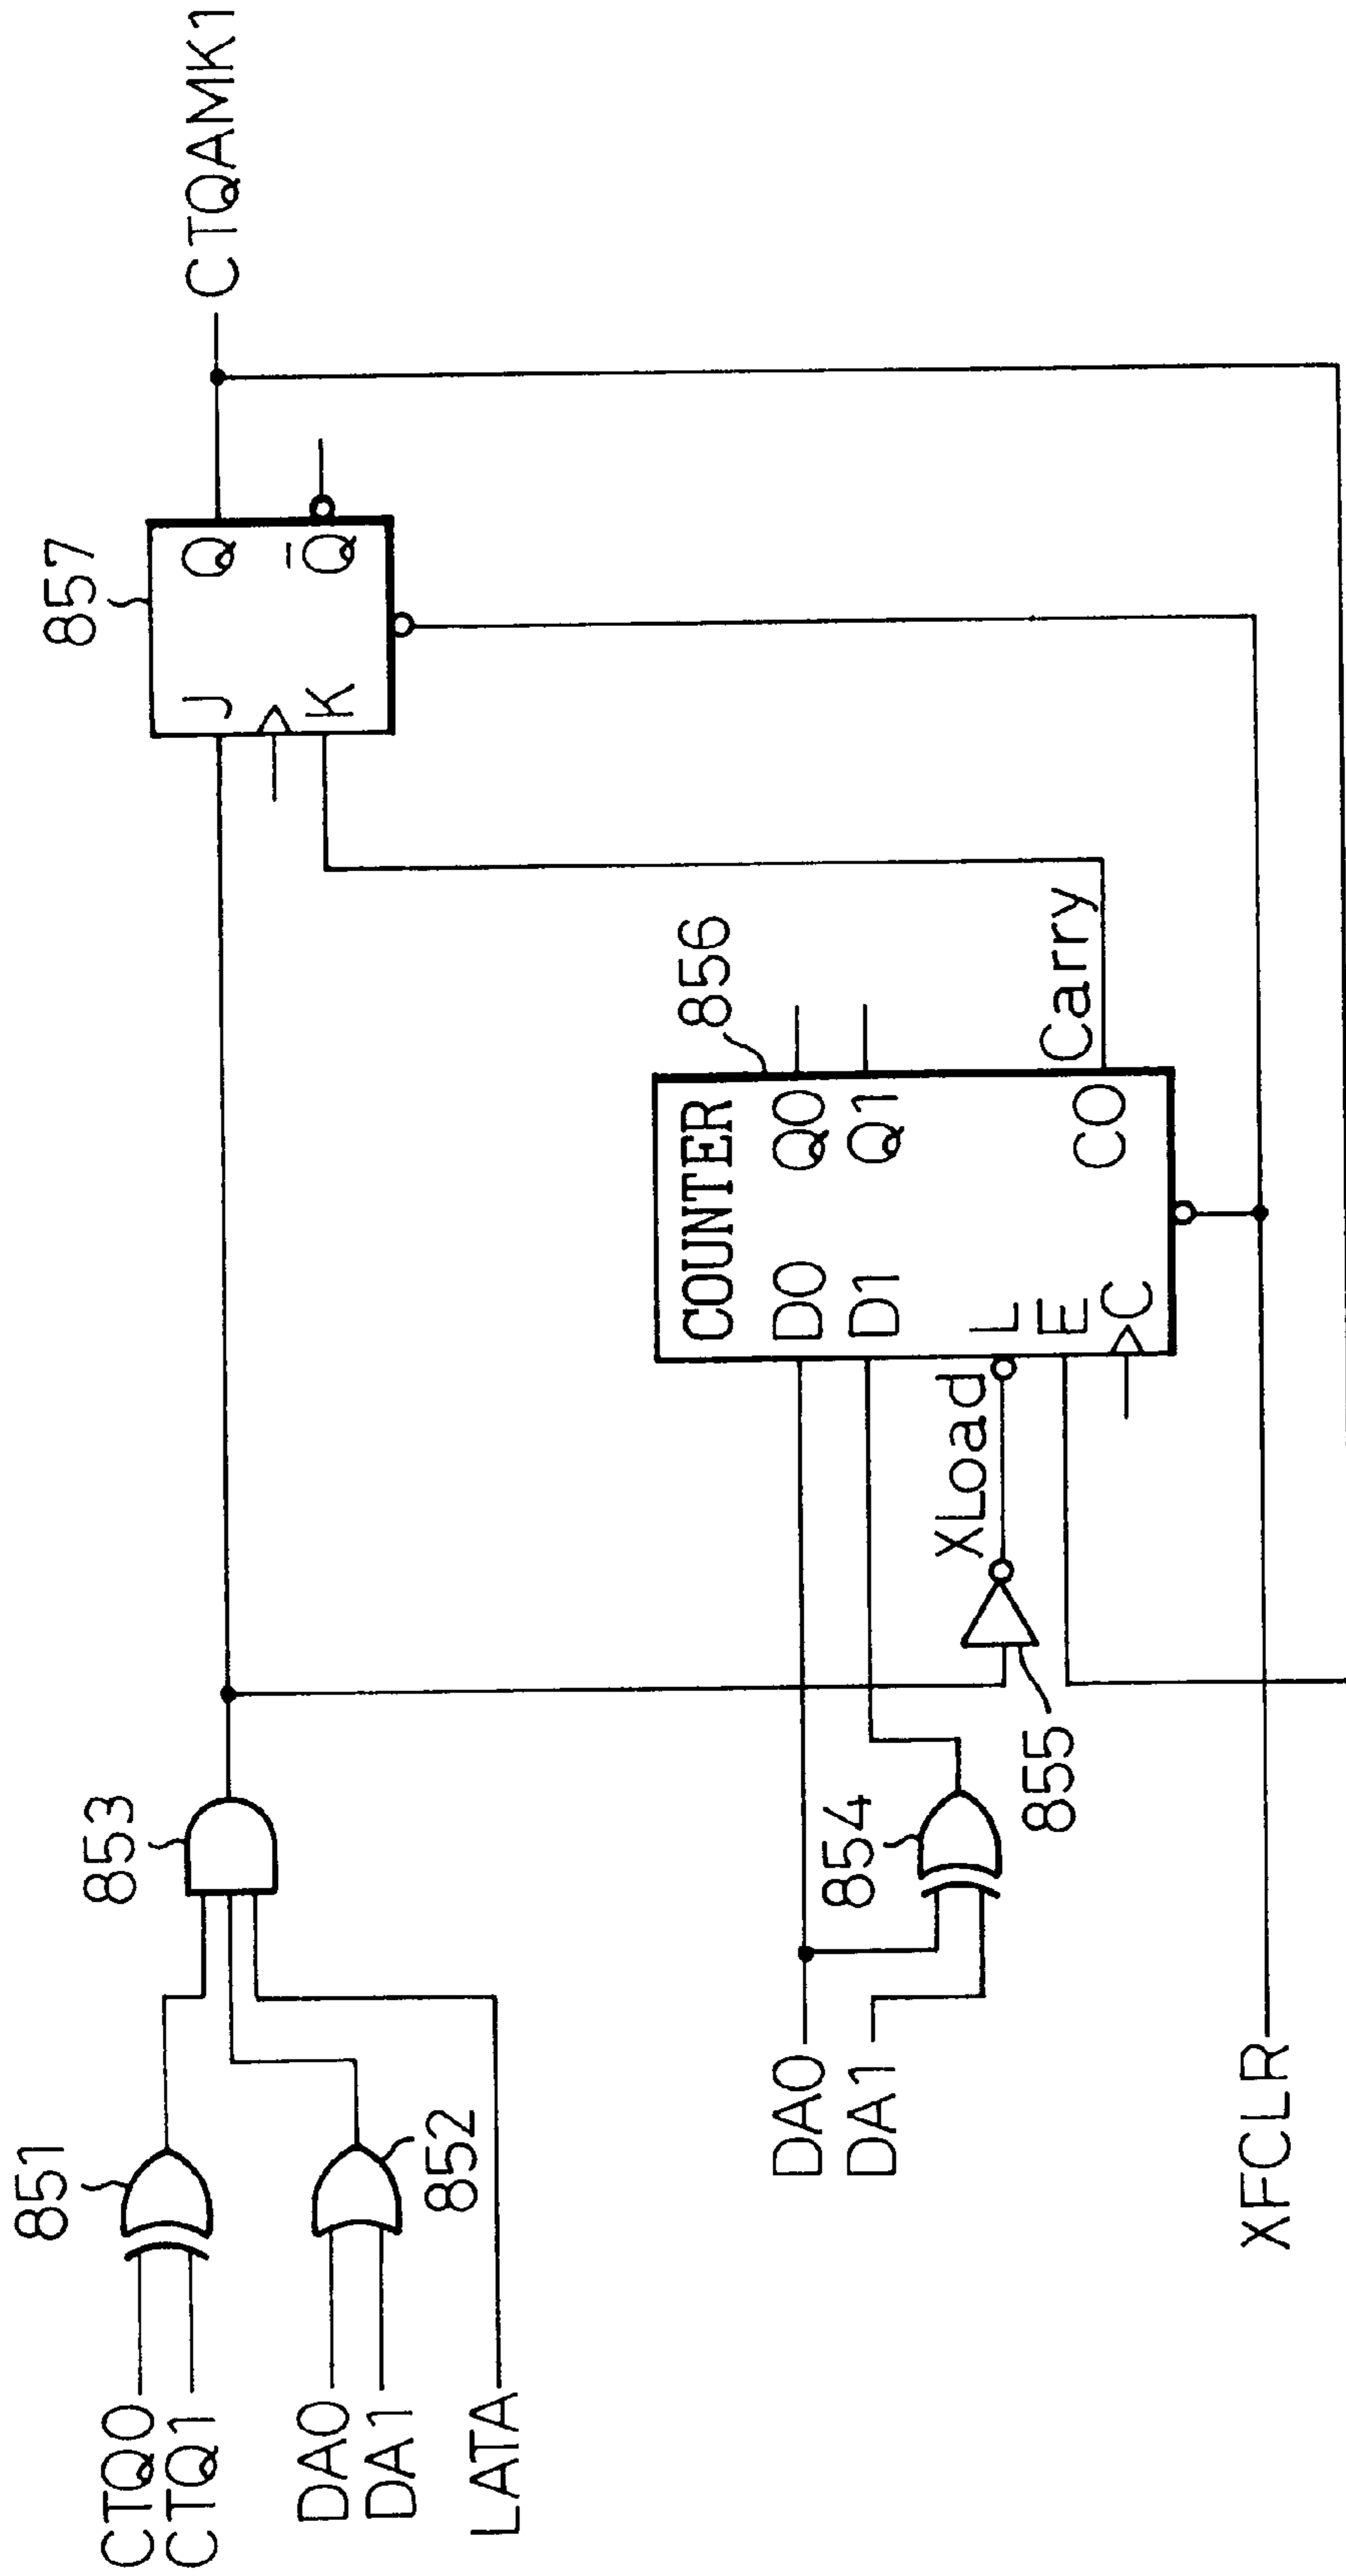 851
CTQ0
CTQ1
DA0
DA1
852
LATA
853
857
J
Q
K
Q̅
CTQAMK1
DA0
DA1
854
855
XLoad
856
COUNTER
D0
Q0
D1
Q1
L
E
C
CO
Carry
XFCLR